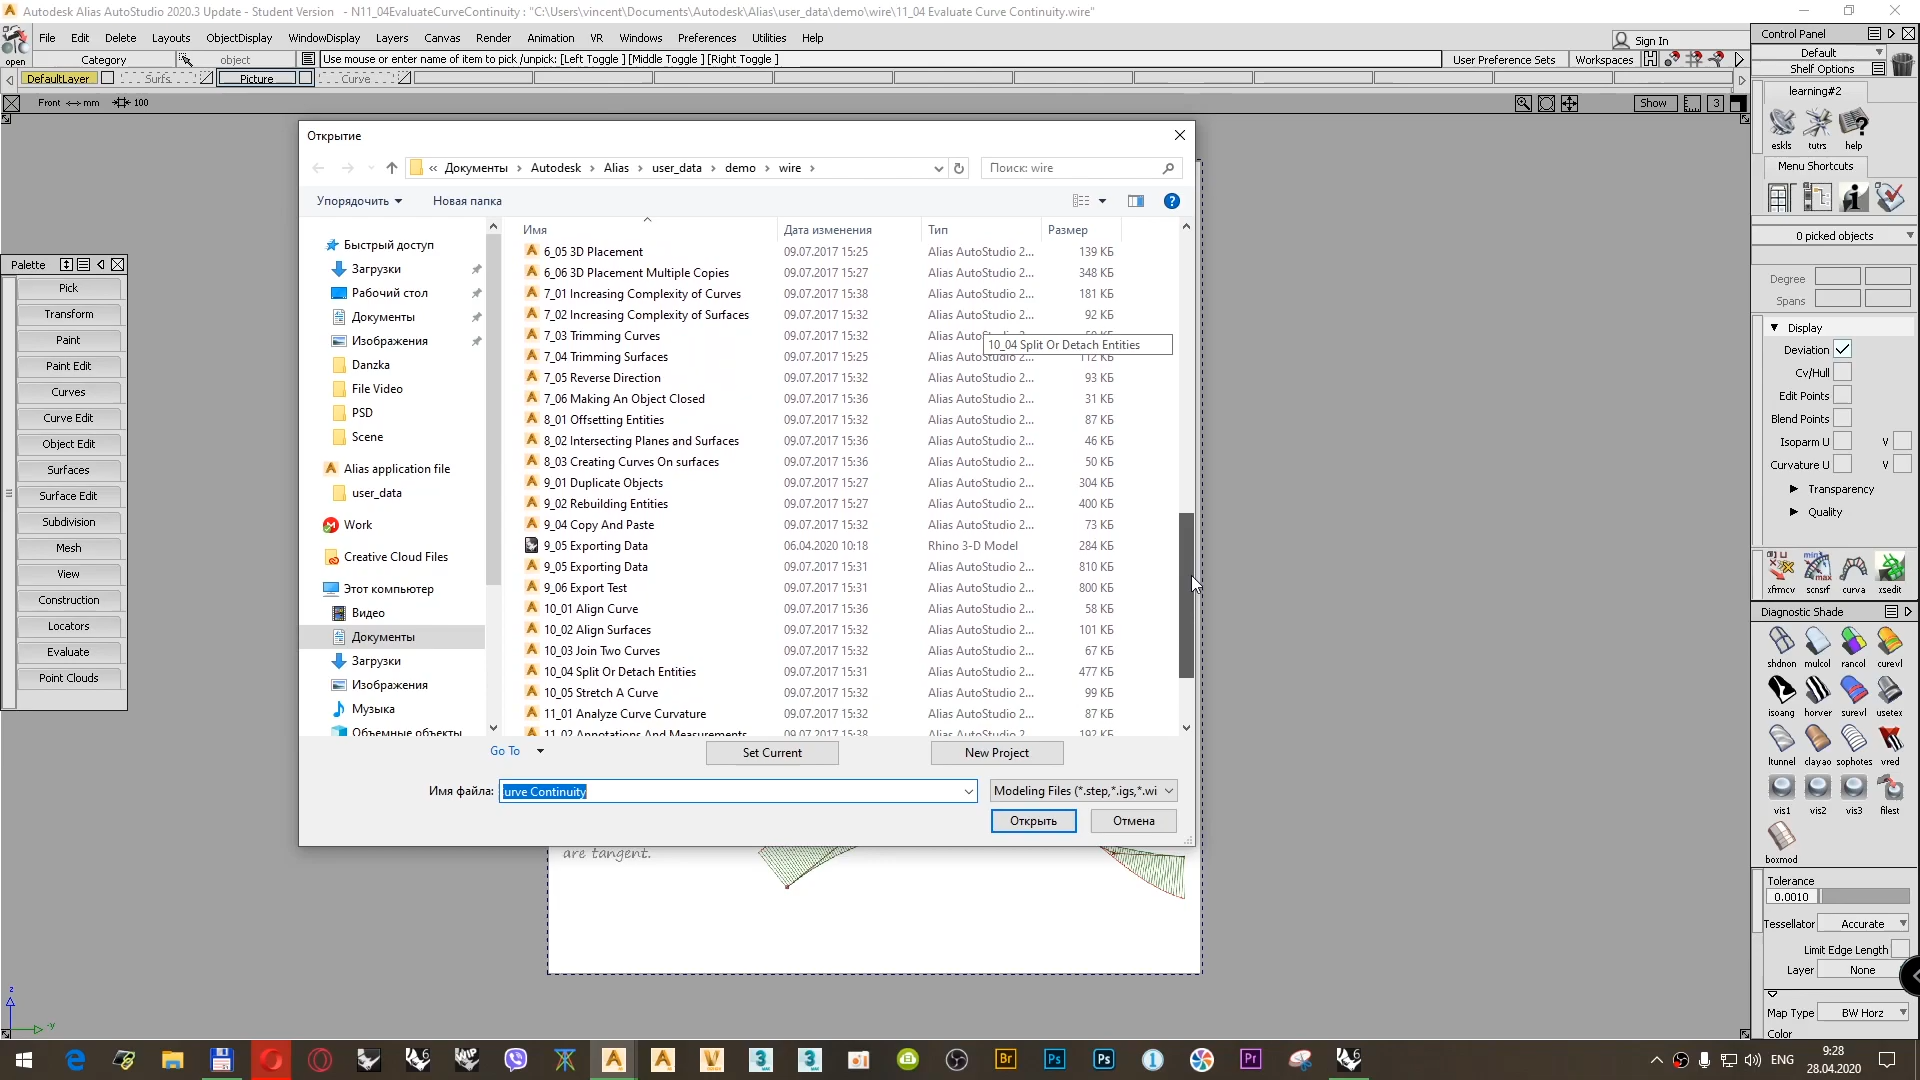 Autodesk Alias AutoStudio 2020.3 Update - Student Version - N11_04EvaluateCurveContinuity : "C:\Users\vincent\Documents\Autodesk\Alias\user_data\demo\wire\11_04 Evaluate Curve Continuity.wire"
File Edit Delete Layouts ObjectDisplay WindowDisplay Layers Canvas Render Animation VR Windows Preferences Utilities Help
Sign In
open
Category
object
Use mouse or enter name of item to pick /unpick: [Left Toggle ] [Middle Toggle ] [Right Toggle ]
User Preference Sets
Workspaces
DefaultLayer
Surfs.
Picture
Curve
Front
mm
100
Show
3
Control Panel
Default
Shelf Options
learning#2
eskls tutrs help
Menu Shortcuts
0 picked objects
Degree
Spans
Display
Deviation
Cv/Hull
Edit Points
Blend Points
Isoparm U V
Curvature U V
Transparency
Quality
xfrmcv scnsrf curva xsedit
Diagnostic Shade
shdnon mulcol rancol curevl
isoang horver surevl usetex
ltunnel clayao sophotes vred
vis1 vis2 vis3 filest
boxmod
Tolerance
0.0010
Tessellator Accurate
Limit Edge Length
Layer None
Map Type BW Horz
Color
Palette
Pick
Transform
Paint
Paint Edit
Curves
Curve Edit
Object Edit
Surfaces
Surface Edit
Subdivision
Mesh
View
Construction
Locators
Evaluate
Point Clouds
Открытие
« Документы › Autodesk › Alias › user_data › demo › wire ›
Поиск: wire
Упорядочить
Новая папка
Быстрый доступ
Загрузки
Рабочий стол
Документы
Изображения
Danzka
File Video
PSD
Scene
Alias application file
user_data
Work
Creative Cloud Files
Этот компьютер
Видео
Документы
Загрузки
Изображения
Музыка
Объемные объекты
Имя Дата изменения Тип Размер
6_05 3D Placement 09.07.2017 15:25 Alias AutoStudio 2... 139 КБ
6_06 3D Placement Multiple Copies 09.07.2017 15:27 Alias AutoStudio 2... 348 КБ
7_01 Increasing Complexity of Curves 09.07.2017 15:38 Alias AutoStudio 2... 181 КБ
7_02 Increasing Complexity of Surfaces 09.07.2017 15:32 Alias AutoStudio 2... 92 КБ
7_03 Trimming Curves 09.07.2017 15:32
10_04 Split Or Detach Entities
7_04 Trimming Surfaces 09.07.2017 15:25 112 КБ
7_05 Reverse Direction 09.07.2017 15:32 Alias AutoStudio 2... 93 КБ
7_06 Making An Object Closed 09.07.2017 15:36 Alias AutoStudio 2... 31 КБ
8_01 Offsetting Entities 09.07.2017 15:32 Alias AutoStudio 2... 87 КБ
8_02 Intersecting Planes and Surfaces 09.07.2017 15:36 Alias AutoStudio 2... 46 КБ
8_03 Creating Curves On surfaces 09.07.2017 15:36 Alias AutoStudio 2... 50 КБ
9_01 Duplicate Objects 09.07.2017 15:27 Alias AutoStudio 2... 304 КБ
9_02 Rebuilding Entities 09.07.2017 15:27 Alias AutoStudio 2... 400 КБ
9_04 Copy And Paste 09.07.2017 15:32 Alias AutoStudio 2... 73 КБ
9_05 Exporting Data 06.04.2020 10:18 Rhino 3-D Model 284 КБ
9_05 Exporting Data 09.07.2017 15:31 Alias AutoStudio 2... 810 КБ
9_06 Export Test 09.07.2017 15:31 Alias AutoStudio 2... 800 КБ
10_01 Align Curve 09.07.2017 15:36 Alias AutoStudio 2... 58 КБ
10_02 Align Surfaces 09.07.2017 15:32 Alias AutoStudio 2... 101 КБ
10_03 Join Two Curves 09.07.2017 15:32 Alias AutoStudio 2... 67 КБ
10_04 Split Or Detach Entities 09.07.2017 15:31 Alias AutoStudio 2... 477 КБ
10_05 Stretch A Curve 09.07.2017 15:32 Alias AutoStudio 2... 99 КБ
11_01 Analyze Curve Curvature 09.07.2017 15:32 Alias AutoStudio 2... 87 КБ
11_02 Annotations And Measurements 09.07.2017 15:38 Alias AutoStudio 2... 192 КБ
Go To
Set Current
New Project
Имя файла: urve Continuity
Modeling Files (*.step,*.igs,*.wi
Открыть
Отмена
are tangent.
z
-y
ENG
9:28
28.04.2020